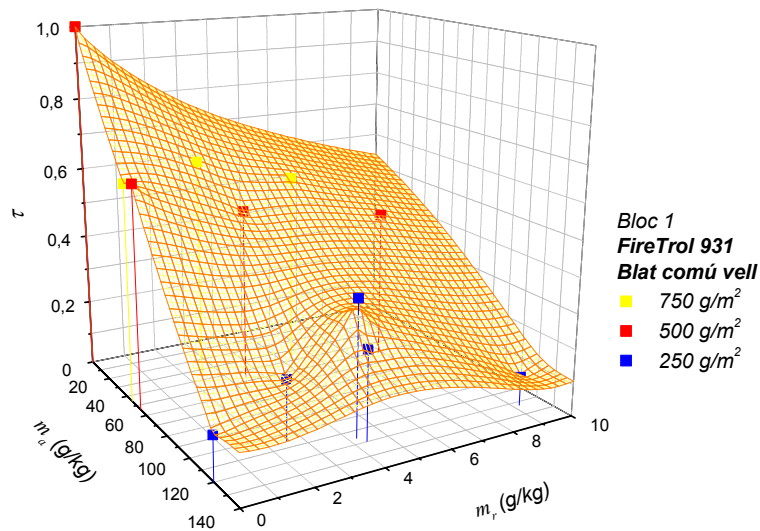 1,0
0,8
0,6
0,4
0,2
0
τ
20
40
60
80
100
120
140
m_a (g/kg)
0
2
4
6
8
10
m_r (g/kg)
Bloc 1
FireTrol 931
Blat comú vell
750 g/m²
500 g/m²
250 g/m²